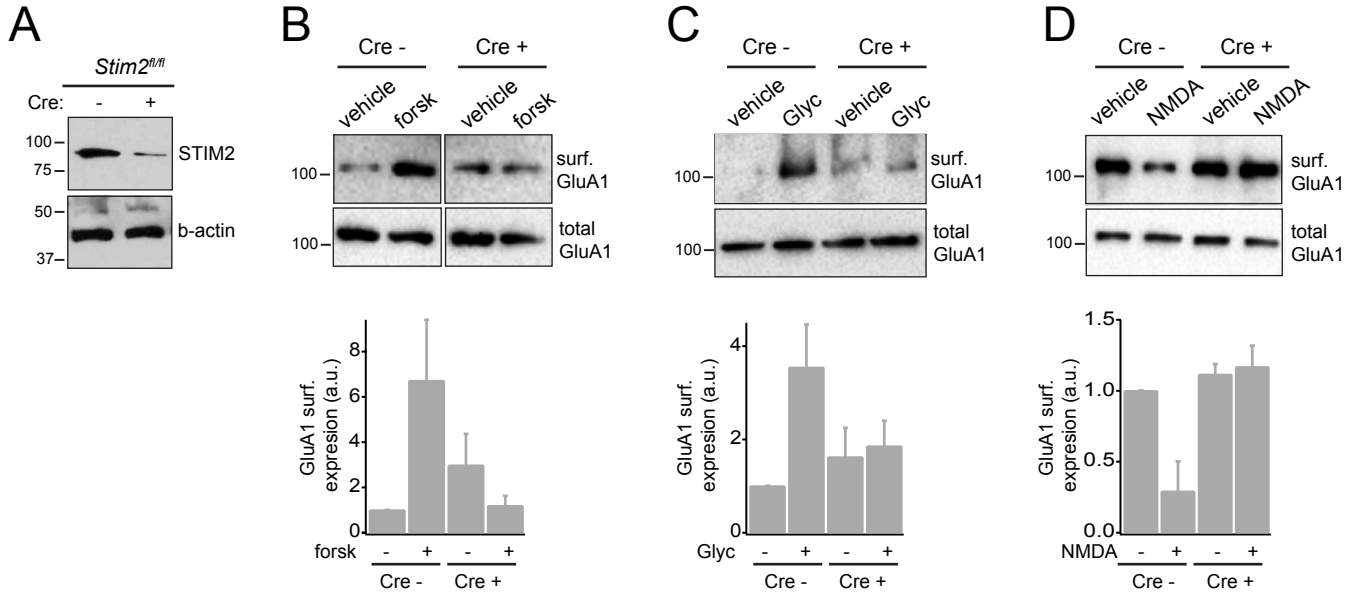 A
Stim2fl/fl
Cre: - +
100
75
STIM2
50
37
b-actin
B
Cre - Cre +
vehicle forsk vehicle forsk
100
surf.
GluA1
100
total
GluA1
GluA1 surf.
expresion (a.u.)
8
6
4
2
0
forsk - + - +
Cre - Cre +
C
Cre - Cre +
vehicle Glyc vehicle Glyc
100
surf.
GluA1
100
total
GluA1
GluA1 surf.
expresion (a.u.)
4
2
0
Glyc - + - +
Cre - Cre +
D
Cre - Cre +
vehicle NMDA vehicle NMDA
100
surf.
GluA1
100
total
GluA1
GluA1 surf.
expresion (a.u.)
1.5
1.0
0.5
0.0
NMDA - + - +
Cre - Cre +